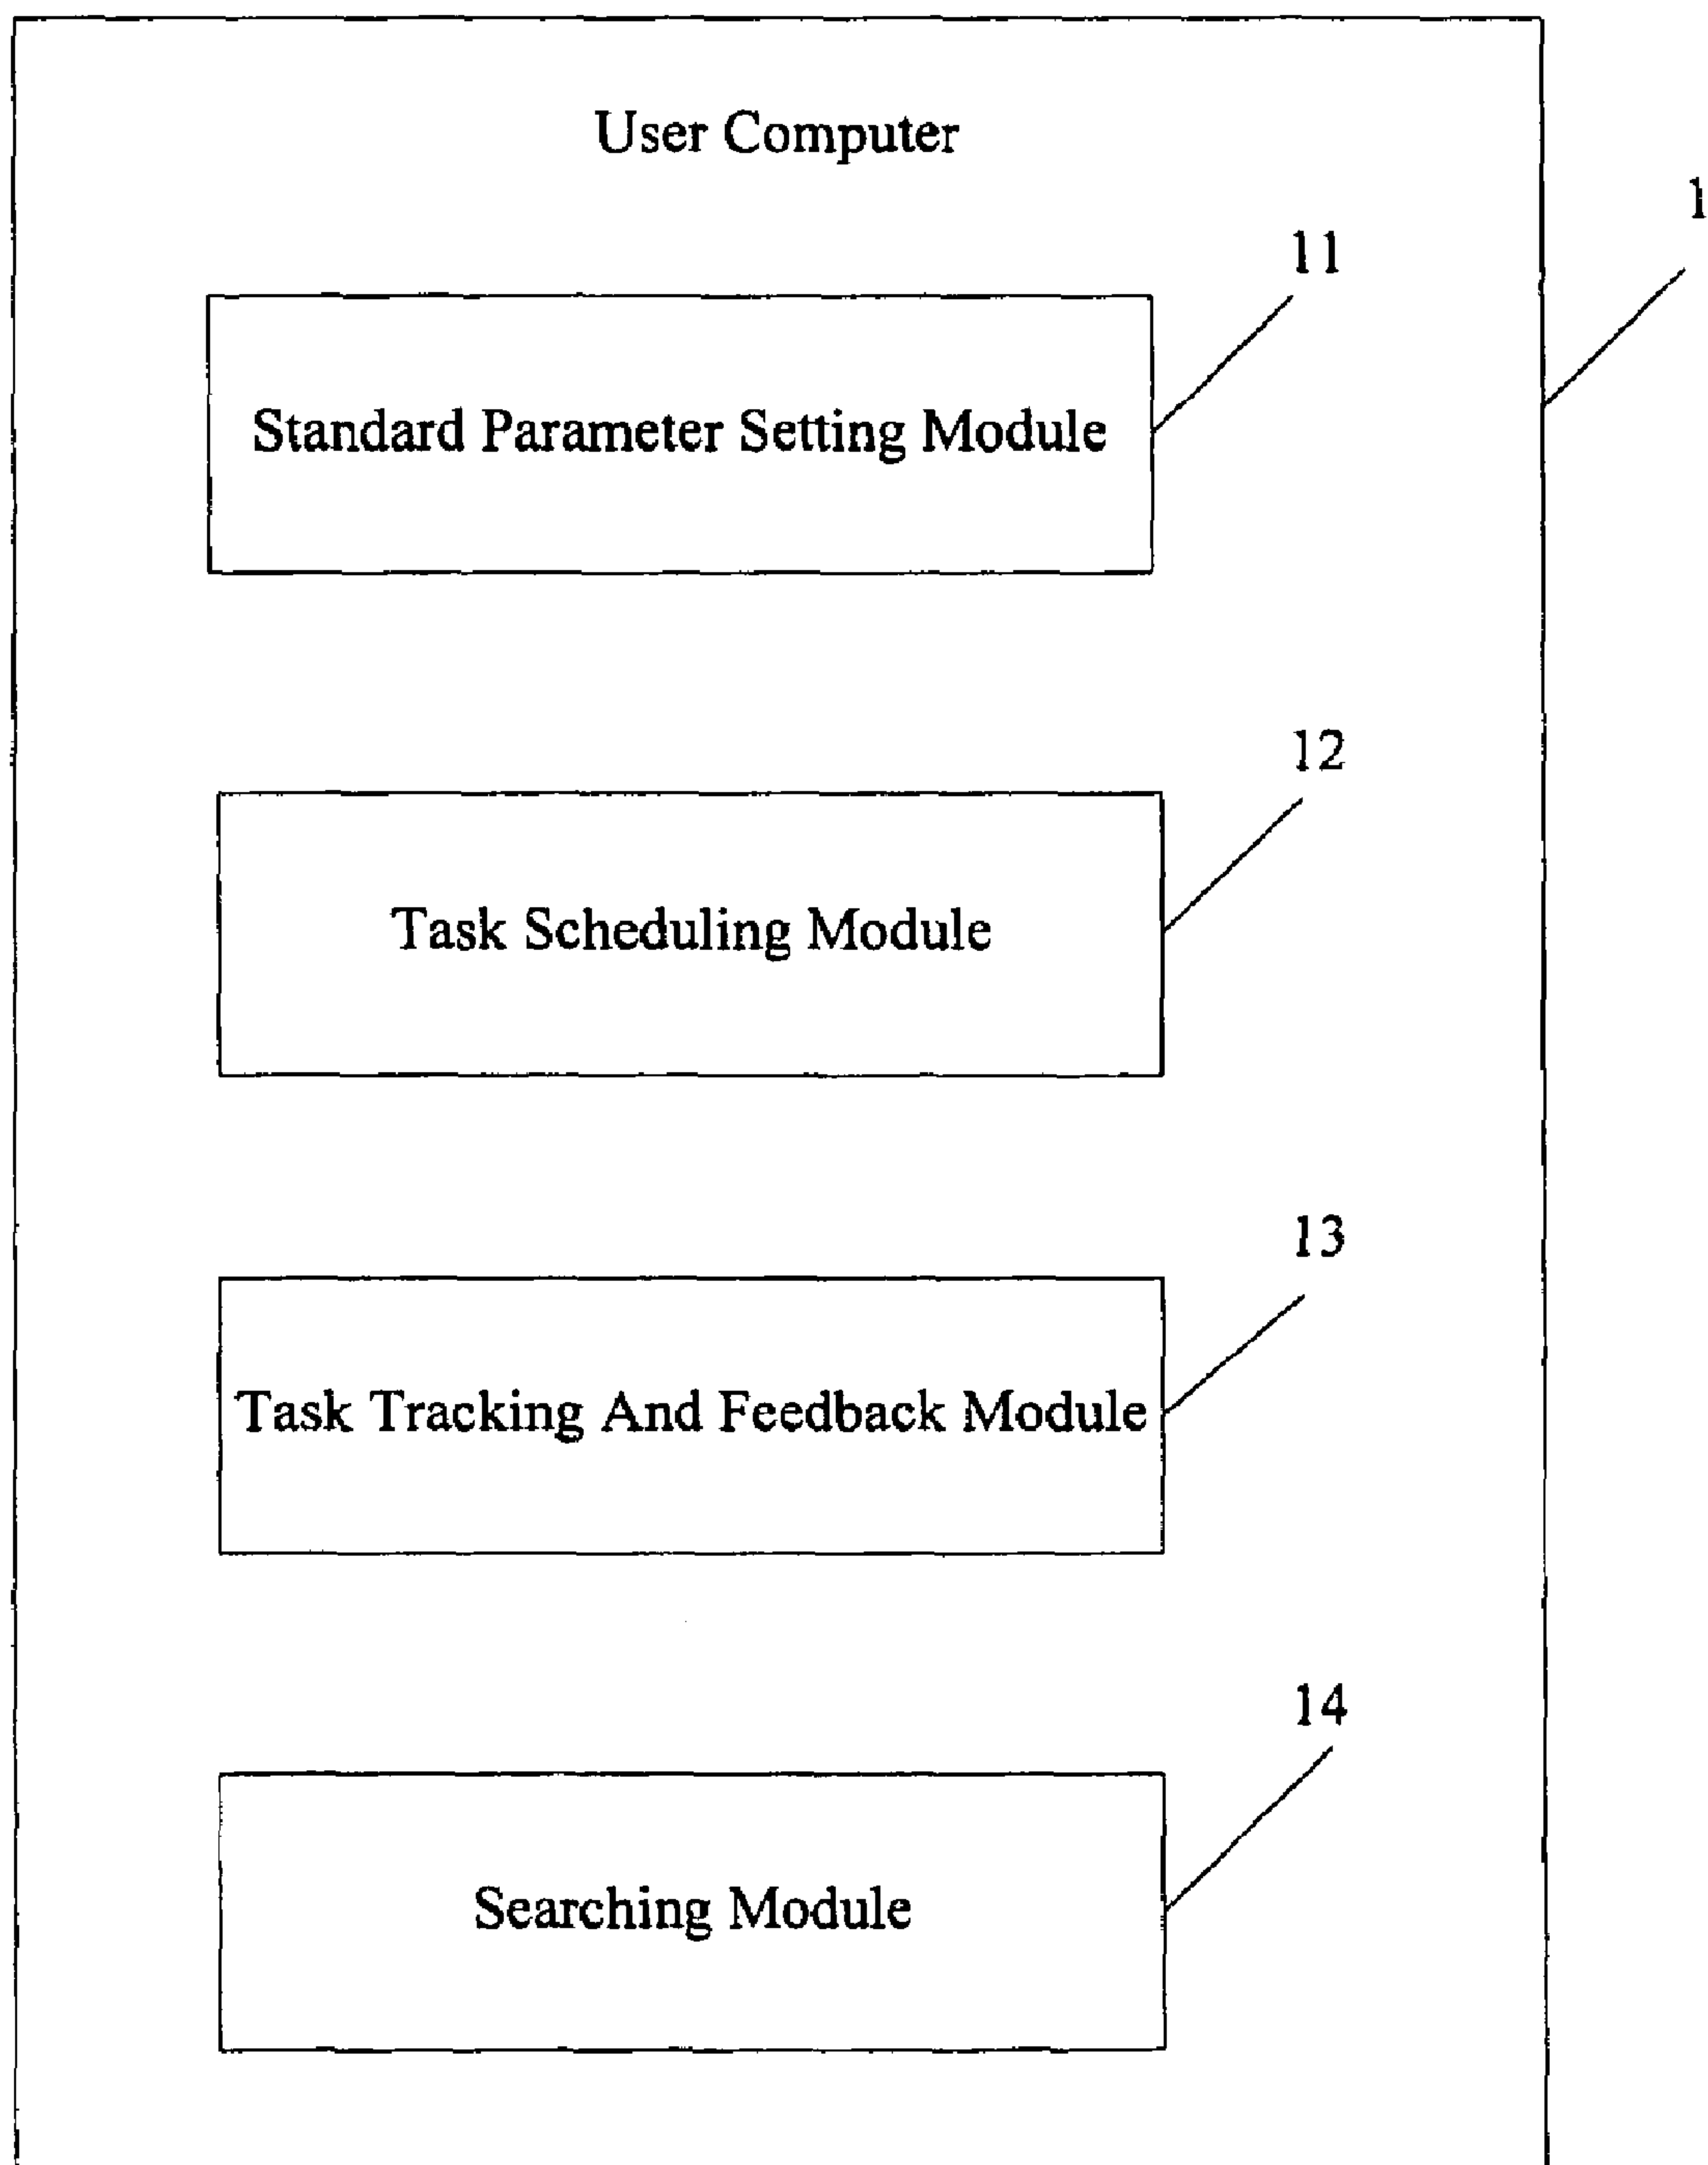 User Computer
1
11
Standard Parameter Setting Module
12
Task Scheduling Module
13
Task Tracking And Feedback Module
14
Searching Module